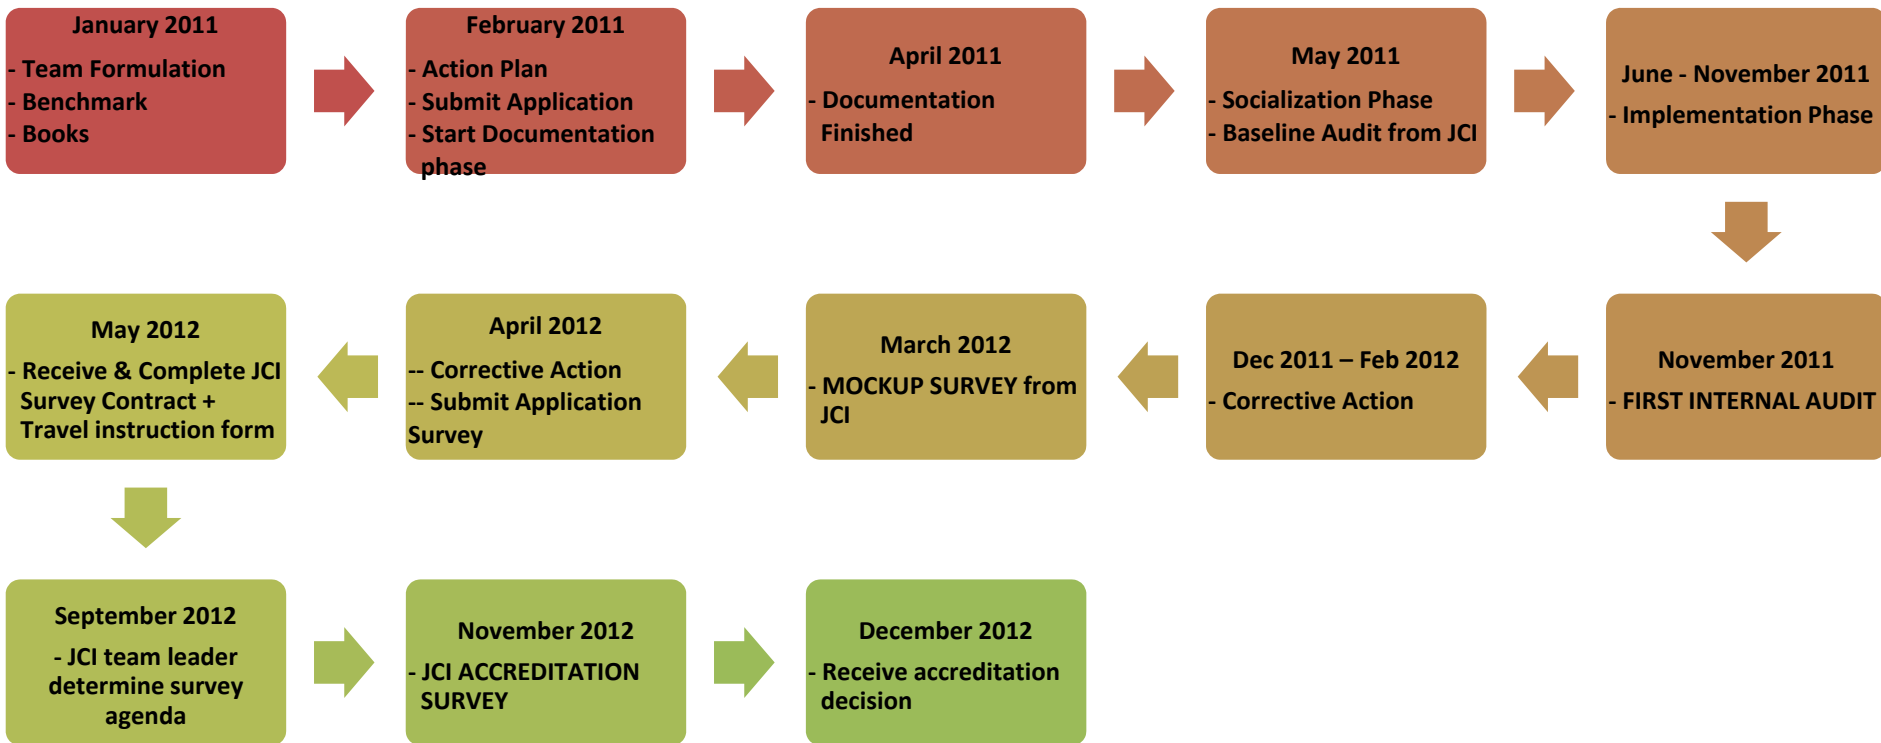 January 2011
- Team Formulation
- Benchmark
- Books
February 2011
- Action Plan
- Submit Application
- Start Documentation
phase
April 2011
- Documentation
Finished
May 2011
- Socialization Phase
- Baseline Audit from JCI
June - November 2011
- Implementation Phase
November 2011
- FIRST INTERNAL AUDIT
Dec 2011 – Feb 2012
- Corrective Action
March 2012
- MOCKUP SURVEY from
JCI
April 2012
-- Corrective Action
-- Submit Application
Survey
May 2012
- Receive & Complete JCI
Survey Contract +
Travel instruction form
September 2012
- JCI team leader
determine survey
agenda
November 2012
- JCI ACCREDITATION
SURVEY
December 2012
- Receive accreditation
decision